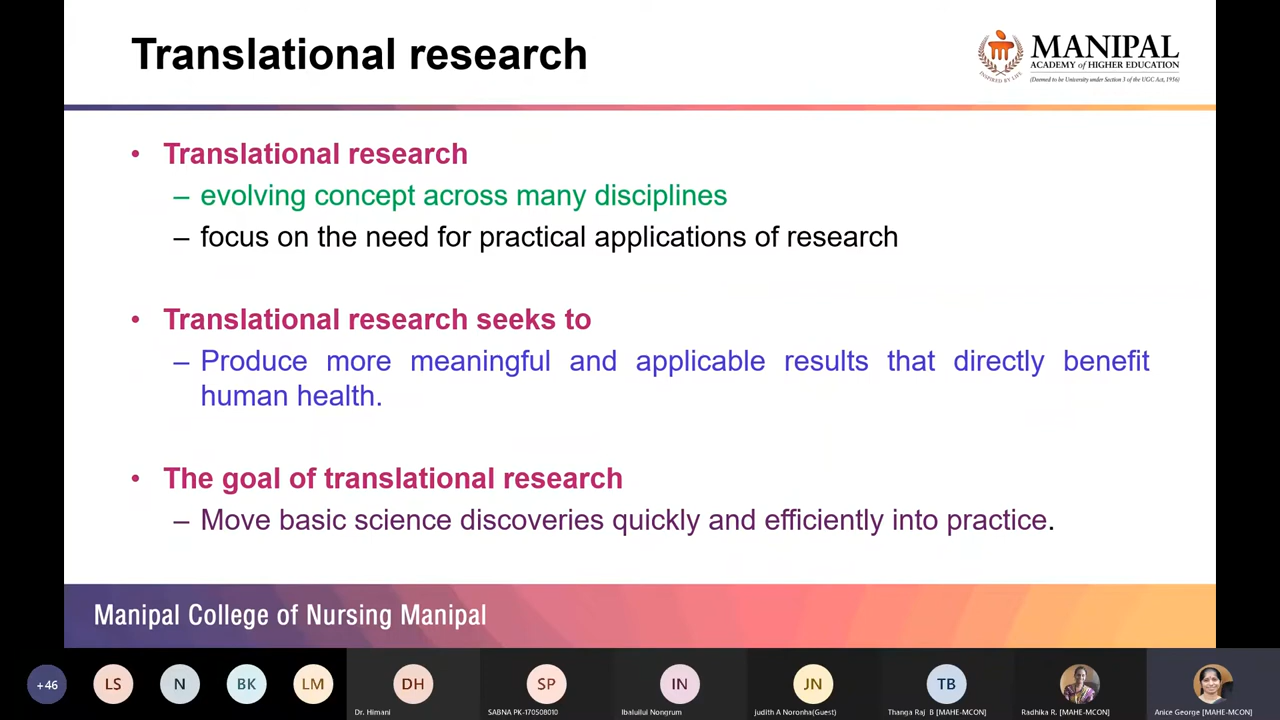 Translational research
MANIPAL
ACADEMY of HIGHER EDUCATION
(Deemed to be University under Section 3 of the UGC Act, 1956)
INSPIRED BY LIFE
• Translational research
– evolving concept across many disciplines
– focus on the need for practical applications of research
• Translational research seeks to
– Produce more meaningful and applicable results that directly benefit
human health.
• The goal of translational research
– Move basic science discoveries quickly and efficiently into practice.
Manipal College of Nursing Manipal
+46 LS N BK LM DH SP IN JN TB
Dr. Himani SABNA PK-170508010 Ibaluilui Nongrum judith A Noronha(Guest) Thanga Raj B [MAHE-MCON] Radhika R. [MAHE-MCON] Anice George [MAHE-MCON]